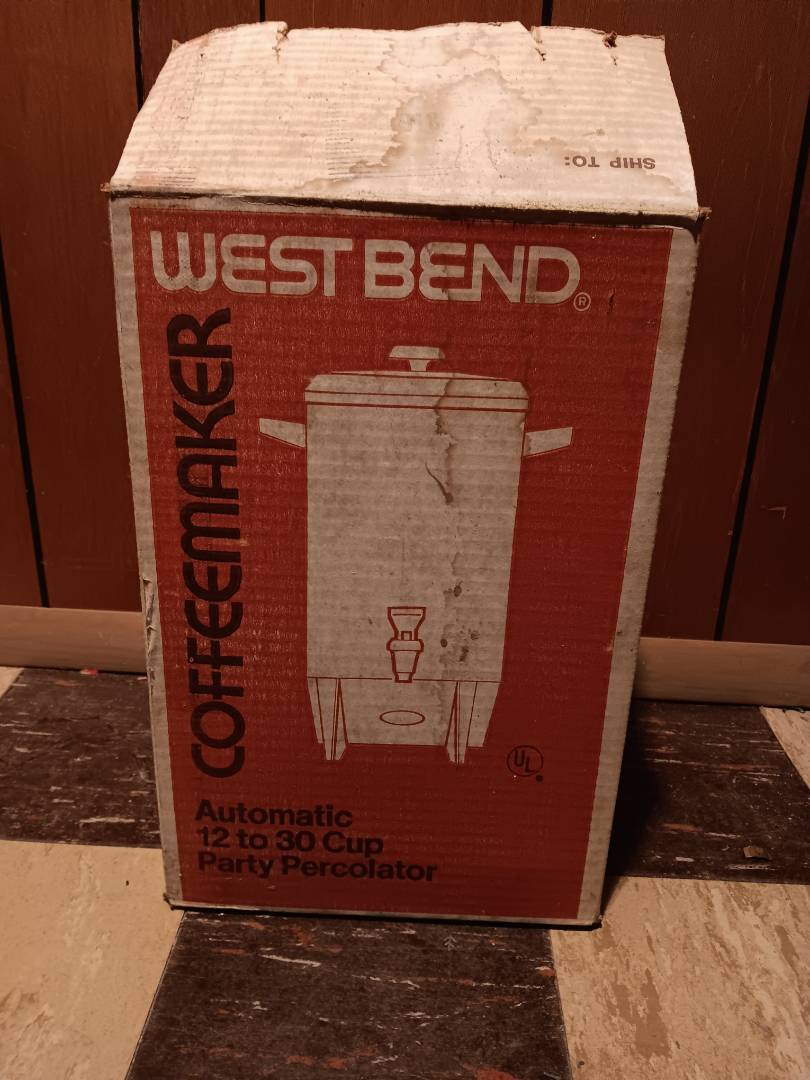 SHIP TO:
WEST BEND®
COFFEEMAKER
UL
Automatic
12 to 30 Cup
Party Percolator